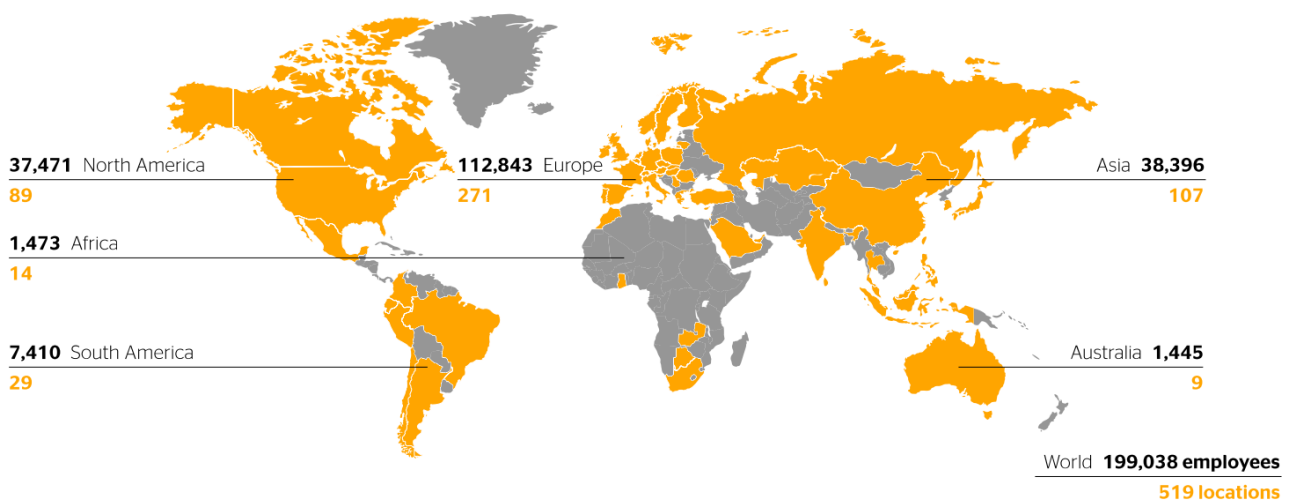 37,471 North America
89
112,843 Europe
271
Asia 38,396
107
1,473 Africa
14
7,410 South America
29
Australia 1,445
9
World 199,038 employees
519 locations